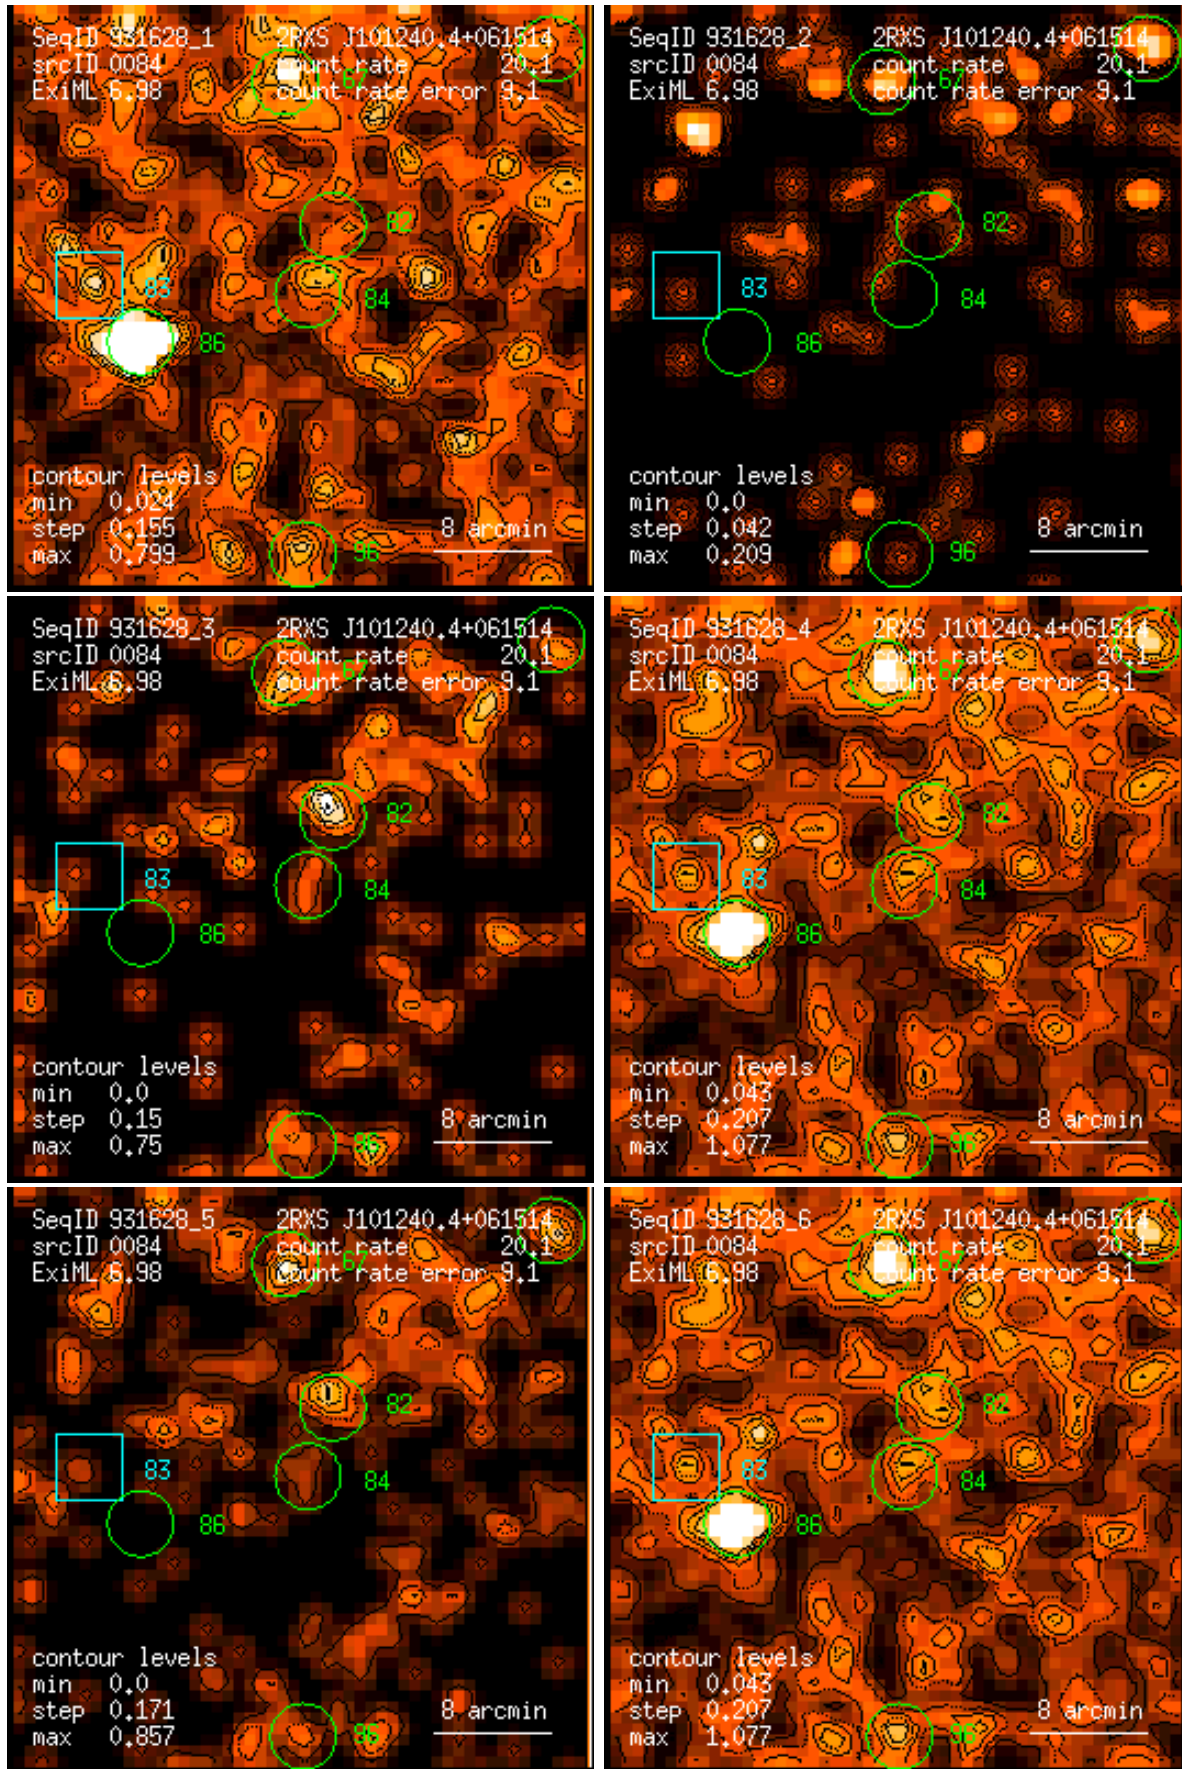 SeqID 931628_1 2RXS J101240.4+061514
srcID 0084 count rate 20.1
ExiML 6.98 67 count rate error 9.1
82
83
84
86
contour levels
min 0.024
step 0.155 8 arcmin
max 0.799 96
SeqID 931628_2 2RXS J101240.4+061514
srcID 0084 count rate 20.1
ExiML 6.98 67 count rate error 9.1
82
83
84
86
contour levels
min 0.0
step 0.042 8 arcmin
max 0.209 96
SeqID 931628_3 2RXS J101240.4+061514
srcID 0084 count rate 20.1
ExiML 6.98 67 count rate error 9.1
82
83
84
86
contour levels
min 0.0
step 0.15 8 arcmin
max 0.75 96
SeqID 931628_4 2RXS J101240.4+061514
srcID 0084 count rate 20.1
ExiML 6.98 67 count rate error 9.1
82
83
84
86
contour levels
min 0.043
step 0.207 8 arcmin
max 1.077 96
SeqID 931628_5 2RXS J101240.4+061514
srcID 0084 count rate 20.1
ExiML 6.98 67 count rate error 9.1
82
83
84
86
contour levels
min 0.0
step 0.171 8 arcmin
max 0.857 96
SeqID 931628_6 2RXS J101240.4+061514
srcID 0084 count rate 20.1
ExiML 6.98 67 count rate error 9.1
82
83
84
86
contour levels
min 0.043
step 0.207 8 arcmin
max 1.077 96